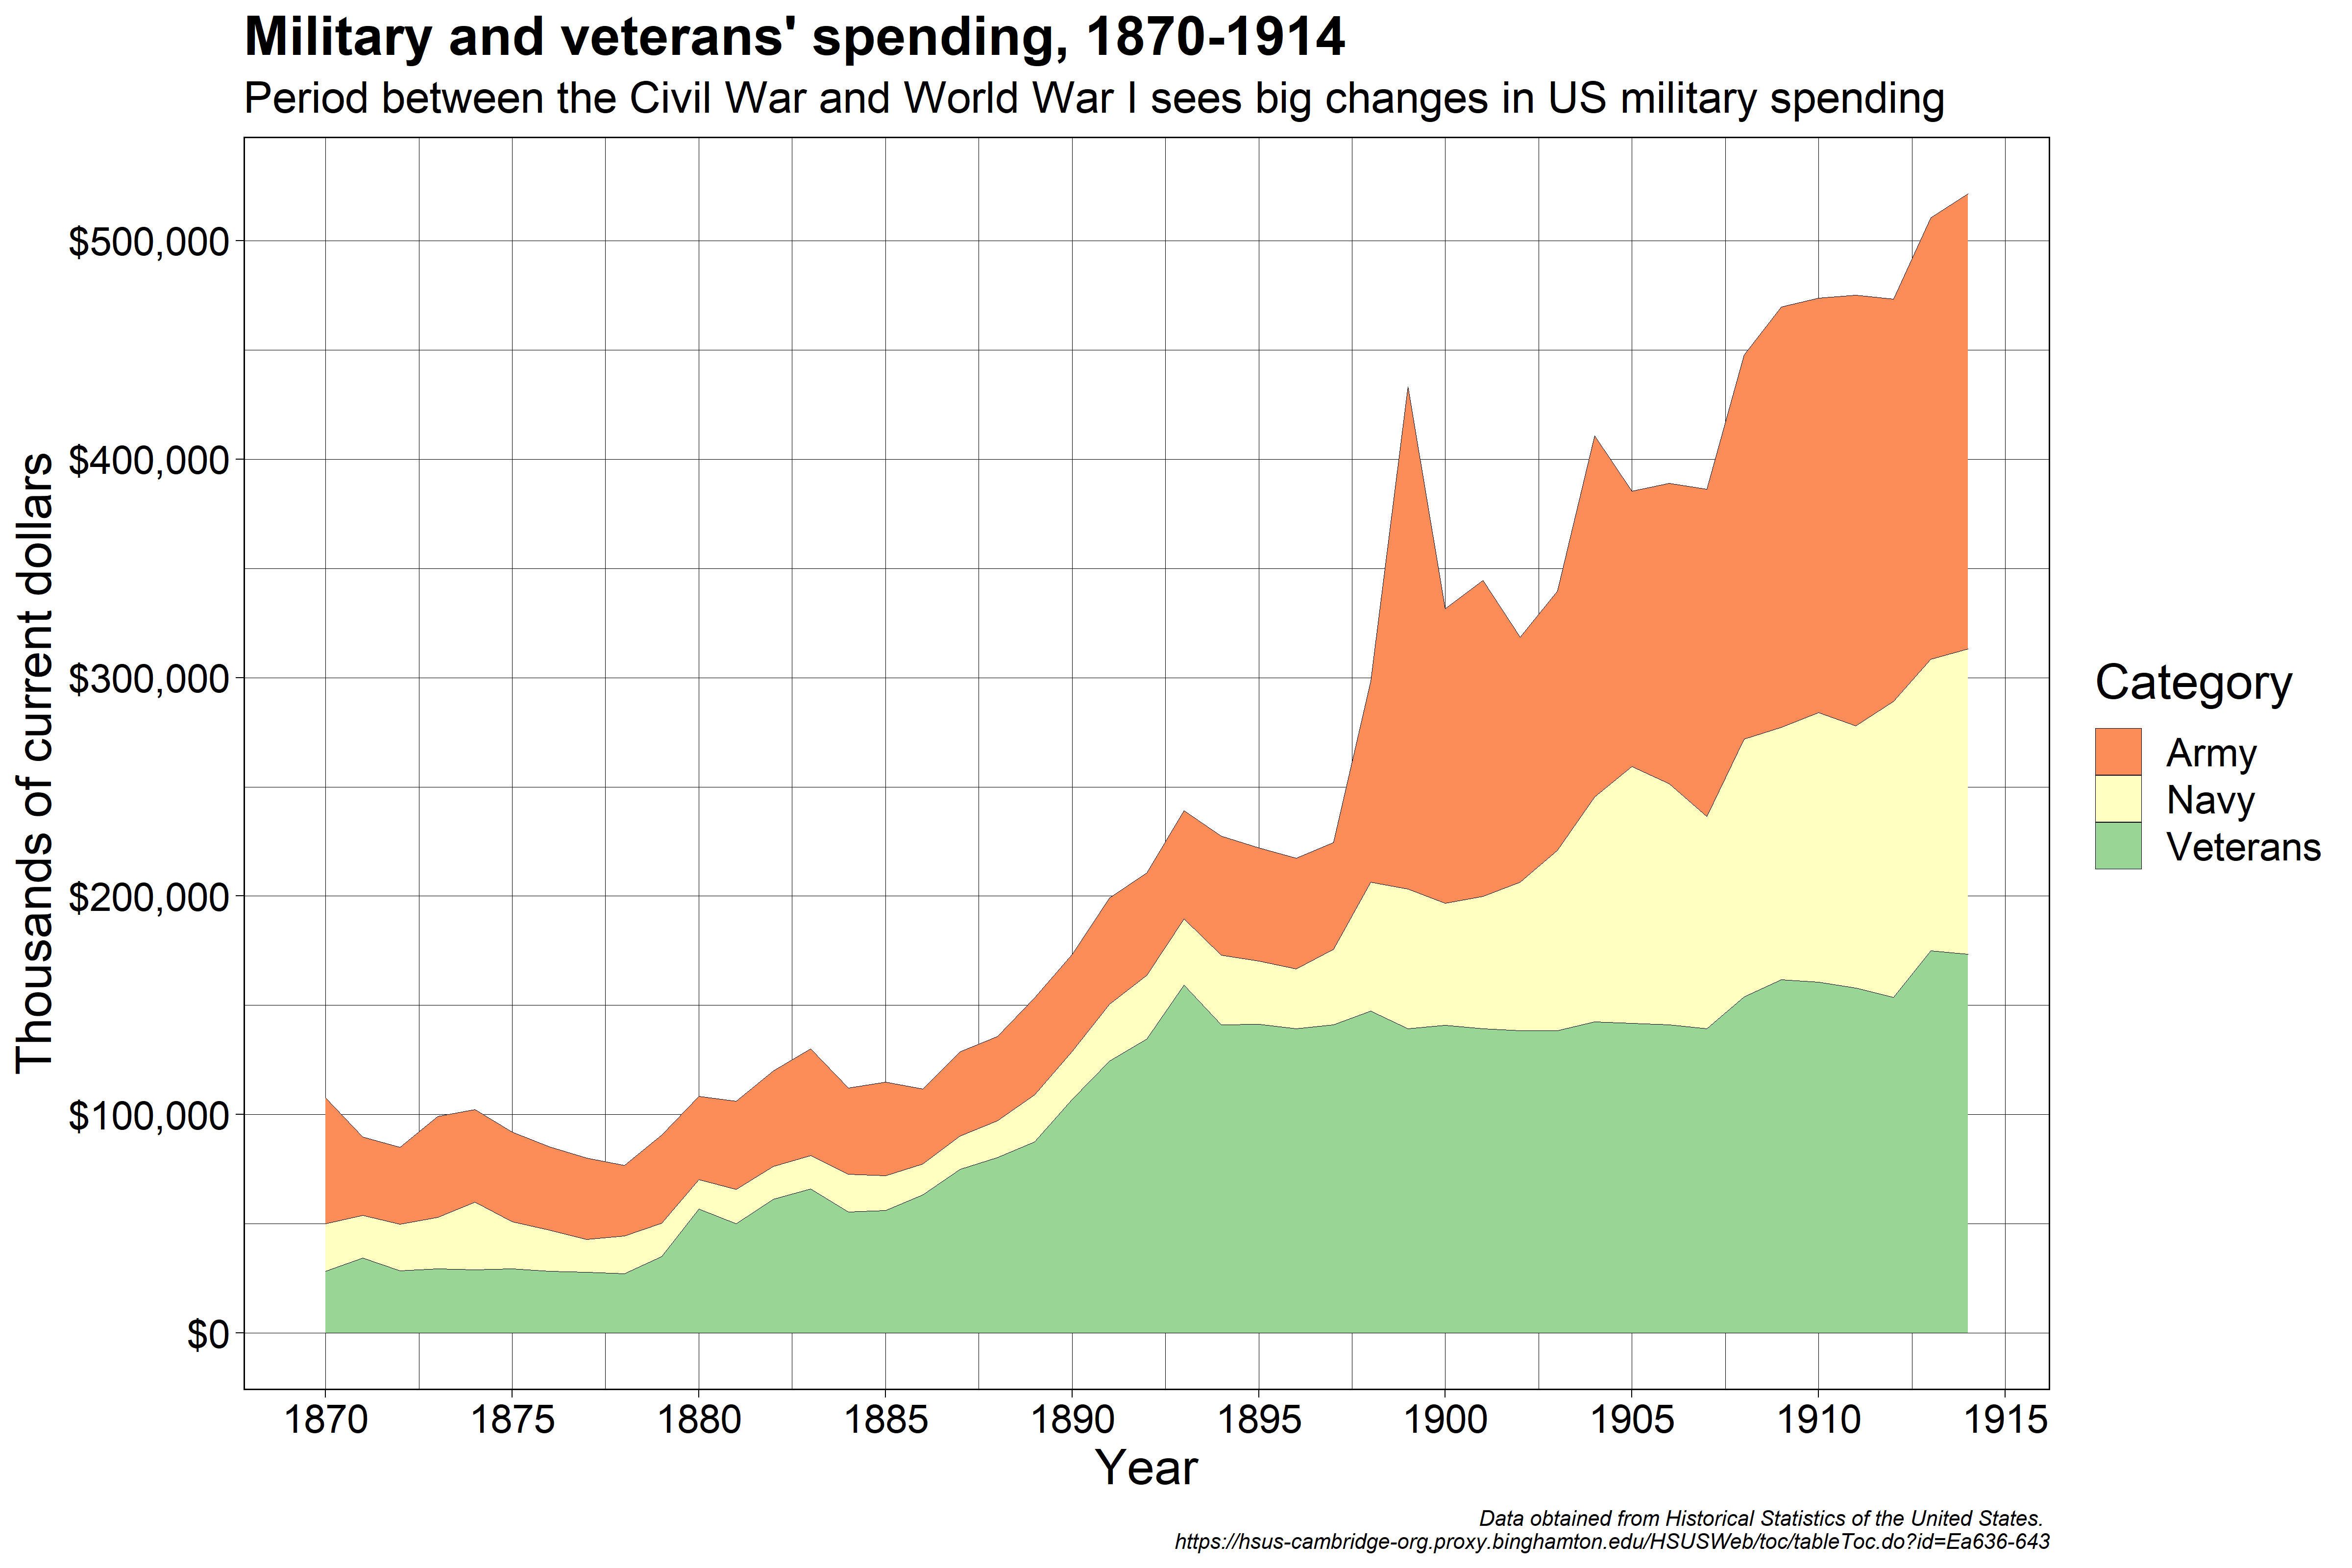 Military and veterans' spending, 1870-1914
Period between the Civil War and World War I sees big changes in US military spending
Thousands of current dollars
$500,000
$400,000
$300,000
$200,000
$100,000
$0
1870 1875 1880 1885 1890 1895 1900 1905 1910 1915
Year
Category
Army
Navy
Veterans
Data obtained from Historical Statistics of the United States.
https://hsus-cambridge-org.proxy.binghamton.edu/HSUSWeb/toc/tableToc.do?id=Ea636-643